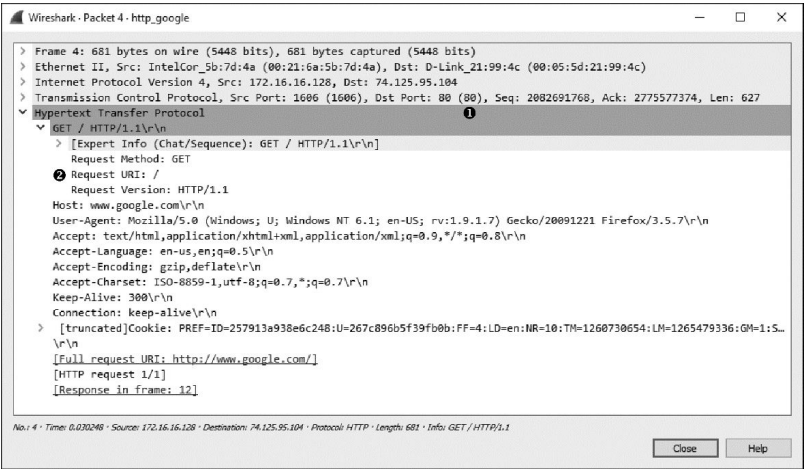 Wireshark · Packet 4 · http_google
Frame 4: 681 bytes on wire (5448 bits), 681 bytes captured (5448 bits)
Ethernet II, Src: IntelCor_5b:7d:4a (00:21:6a:5b:7d:4a), Dst: D-Link_21:99:4c (00:05:5d:21:99:4c)
Internet Protocol Version 4, Src: 172.16.16.128, Dst: 74.125.95.104
Transmission Control Protocol, Src Port: 1606 (1606), Dst Port: 80 (80), Seq: 2082691768, Ack: 2775577374, Len: 627
Hypertext Transfer Protocol ❶
GET / HTTP/1.1\r\n
[Expert Info (Chat/Sequence): GET / HTTP/1.1\r\n]
Request Method: GET
❷ Request URI: /
Request Version: HTTP/1.1
Host: www.google.com\r\n
User-Agent: Mozilla/5.0 (Windows; U; Windows NT 6.1; en-US; rv:1.9.1.7) Gecko/20091221 Firefox/3.5.7\r\n
Accept: text/html,application/xhtml+xml,application/xml;q=0.9,*/*;q=0.8\r\n
Accept-Language: en-us,en;q=0.5\r\n
Accept-Encoding: gzip,deflate\r\n
Accept-Charset: ISO-8859-1,utf-8;q=0.7,*;q=0.7\r\n
Keep-Alive: 300\r\n
Connection: keep-alive\r\n
[truncated]Cookie: PREF=ID=257913a938e6c248:U=267c896b5f39fb0b:FF=4:LD=en:NR=10:TM=1260730654:LM=1265479336:GM=1:S…
\r\n
[Full request URI: http://www.google.com/]
[HTTP request 1/1]
[Response in frame: 12]
No.: 4 · Time: 0.030248 · Source: 172.16.16.128 · Destination: 74.125.95.104 · Protocol: HTTP · Length: 681 · Info: GET / HTTP/1.1
Close Help